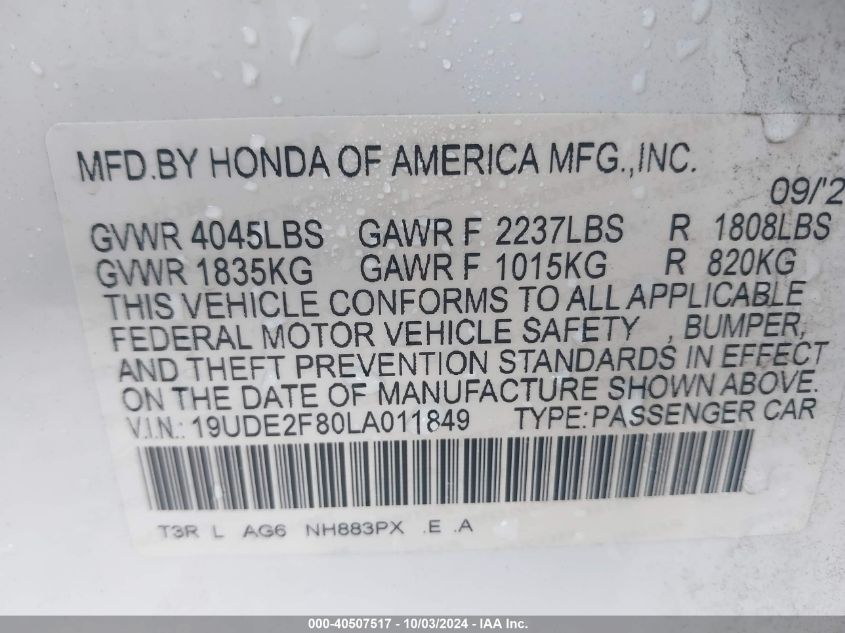 MFD.BY HONDA OF AMERICA MFG.,INC.
09/'2
GVWR 4045LBS GAWR F 2237LBS R 1808LBS
GVWR 1835KG GAWR F 1015KG R 820KG
THIS VEHICLE CONFORMS TO ALL APPLICABLE
FEDERAL MOTOR VEHICLE SAFETY , BUMPER,
AND THEFT PREVENTION STANDARDS IN EFFECT
ON THE DATE OF MANUFACTURE SHOWN ABOVE.
V.I.N.: 19UDE2F80LA011849 TYPE:PASSENGER CAR
T3R L AG6 NH883PX .E .A
000-40507517 - 10/03/2024 - IAA Inc.